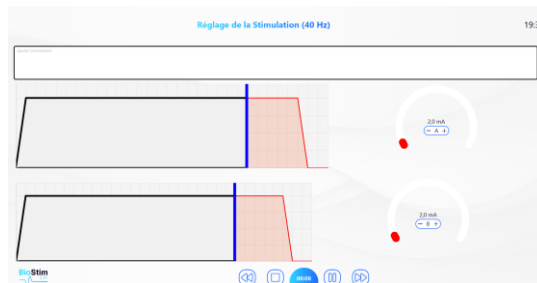 Réglage de la Stimulation (40 Hz)
19:3
2,0 mA
− A +
2,0 mA
− B +
BioStim
00:00